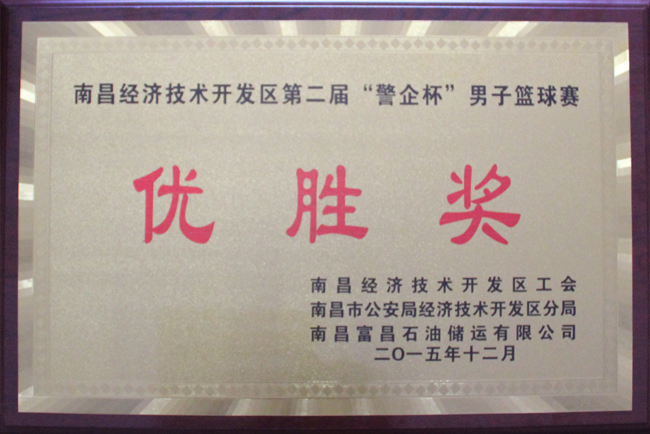 南昌经济技术开发区第二届“警企杯”男子篮球赛
优胜奖
南昌经济技术开发区工会
南昌市公安局经济技术开发区分局
南昌富昌石油储运有限公司
二〇一五年十二月